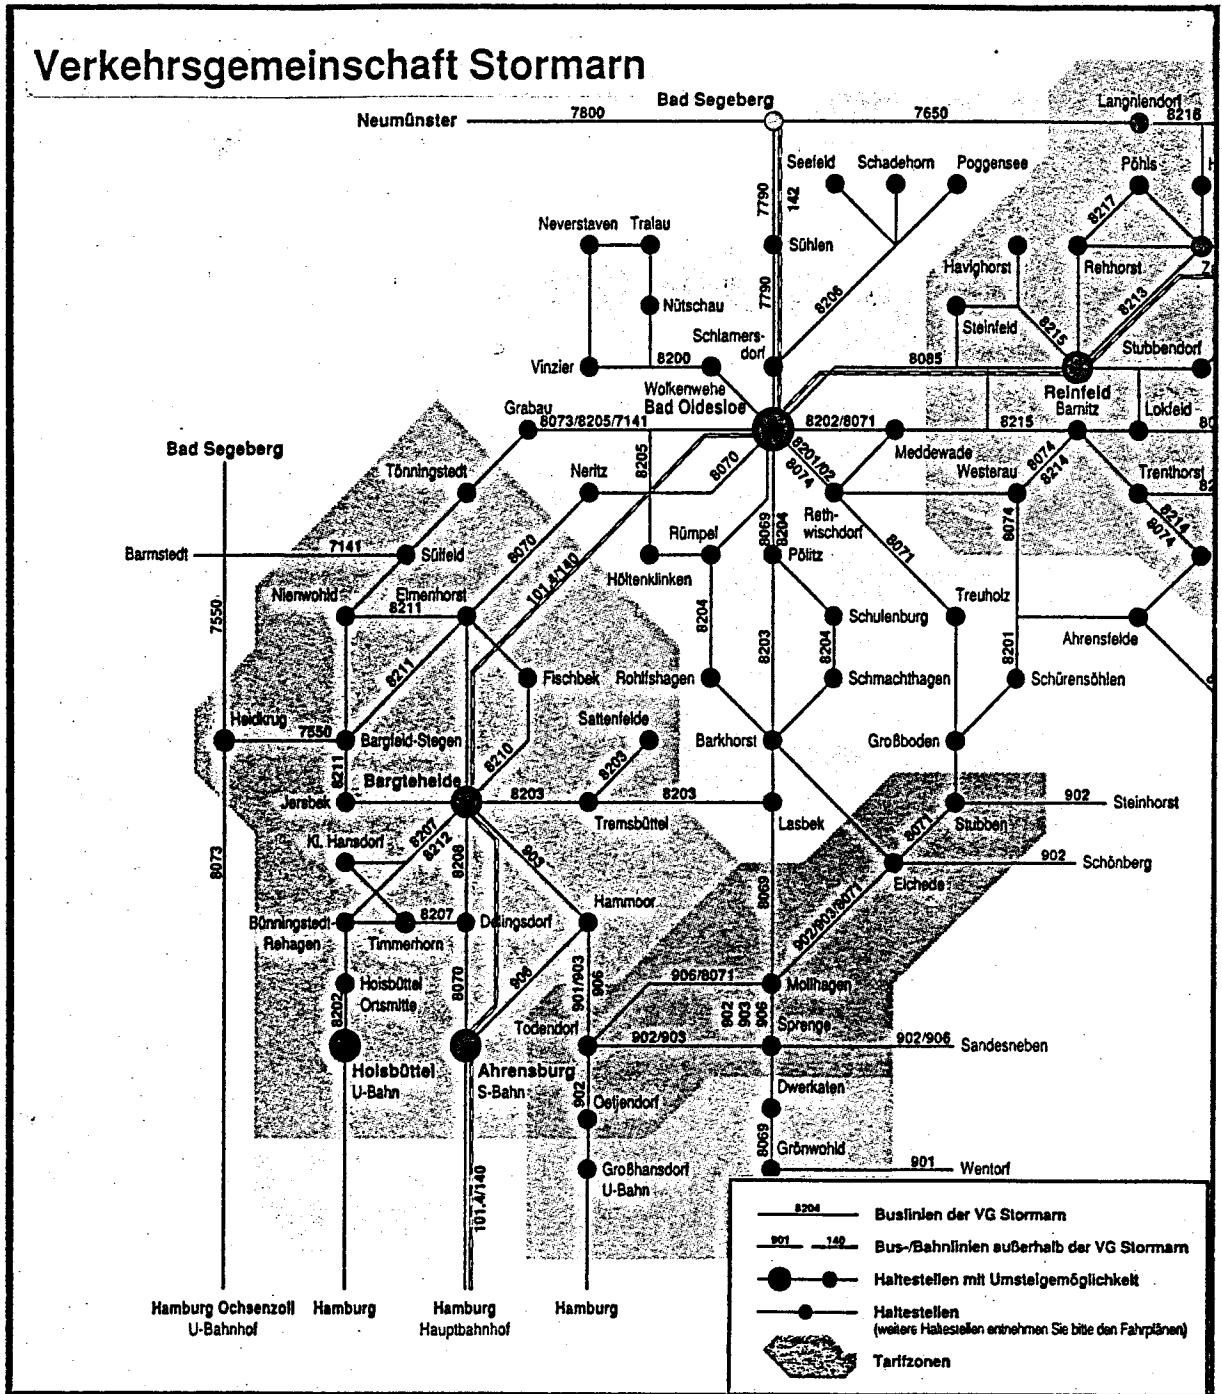 Verkehrsgemeinschaft Stormarn
Bad Segeberg
Langniendorf
Neumünster
7800
7650
8216
Seefeld
Schadehorn
Poggensee
Pöhls
7790
142
8217
Neverstaven
Tralau
Sühlen
Havighorst
Rehhorst
7790
8206
8213
Nütschau
Steinfeld
8215
Schlamers-
dorf
Stubbendorf
Vinzier
8200
8085
Wolkenwehe
Reinfeld
Bad Oldesloe
Barnitz
Lokfeld
Grabau
8073/8205/7141
8202/8071
8215
Bad Segeberg
8205
8070
8201/02
8074
Meddewade
8074
8214
Tönningstedt
Neritz
Westerau
Trenthorst
8069
8204
Reth-
wischdorf
8074
8214
8074
Rümpel
Barmstedt
7141
Sülfeld
8070
Pölitz
Höltenklinken
8071
101.4/140
Nienwohld
Elmenhorst
8211
7550
8204
8203
Schulenburg
8204
Treuholz
8201
Ahrensfelde
8211
Fischbek
Rohlfshagen
Schmachthagen
Schürensöhlen
Heidkrug
7550
Bargfeld-Stegen
Sattenfelde
Barkhorst
Großboden
8211
8210
8203
Bargteheide
Jersbek
8203
8203
902
Steinhorst
Tremsbüttel
Lasbek
Stubben
8071
Kl. Hansdorf
8207
8212
8208
903
8073
902
Schönberg
Eichede
8069
902/903/8071
Hammoor
Bünningstedt-
Rehagen
8207
Timmerhorn
Delingsdorf
906
901/903
906
906/8071
Mollhagen
Hoisbüttel
Ortsmitte
8070
8202
902
903
906
Todendorf
Sprenge
902/903
902/906
Sandesneben
Hoisbüttel
U-Bahn
Ahrensburg
S-Bahn
902
Dwerkaten
Oetjendorf
8069
Grönwohld
Großhansdorf
U-Bahn
901
Wentorf
101.4/140
8204
Buslinien der VG Stormarn
901
140
Bus-/Bahnlinien außerhalb der VG Stormarn
Haltestellen mit Umsteigemöglichkeit
Haltestellen
(weitere Haltestellen entnehmen Sie bitte den Fahrplänen)
Tarifzonen
Hamburg Ochsenzoll
U-Bahnhof
Hamburg
Hamburg
Hauptbahnhof
Hamburg